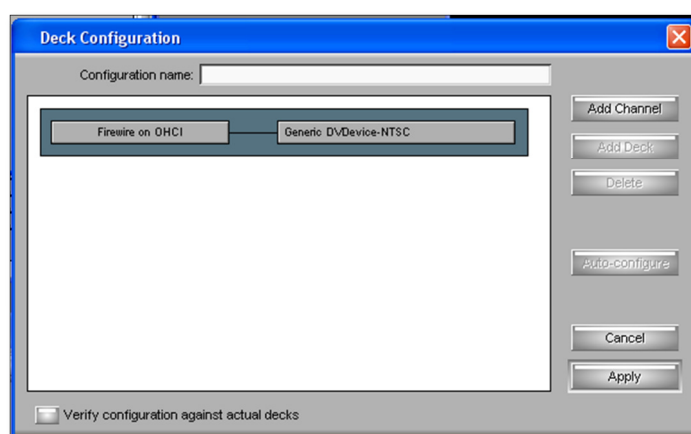 Deck Configuration
Configuration name:
Add Channel
Firewire on OHCI
Generic DVDevice-NTSC
Add Deck
Delete
Auto-configure
Cancel
Apply
Verify configuration against actual decks